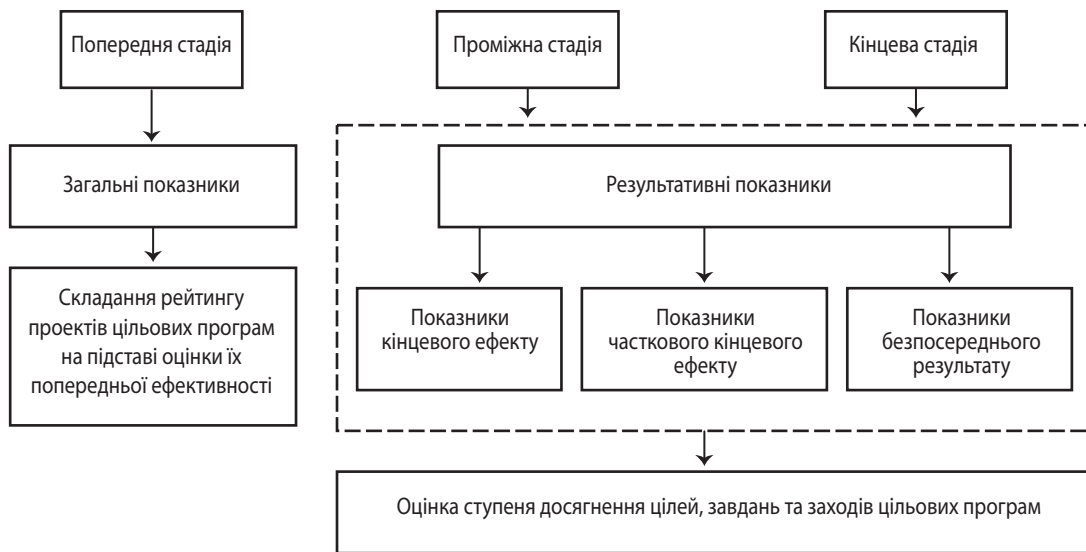 Попередня стадія
Проміжна стадія
Кінцева стадія
Загальні показники
Результативні показники
Складання рейтингу
проектів цільових програм
на підставі оцінки їх
попередньої ефективності
Показники
кінцевого ефекту
Показники
часткового кінцевого
ефекту
Показники
безпосереднього
результату
Оцінка ступеня досягнення цілей, завдань та заходів цільових програм